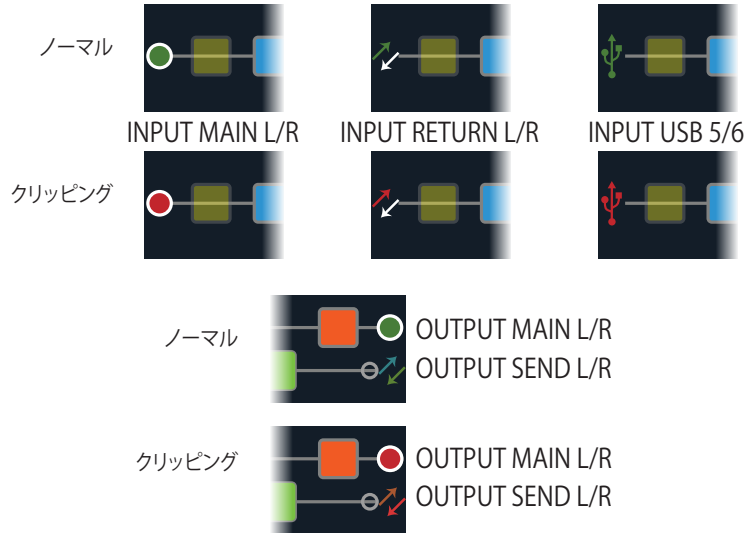 ノーマル
INPUT MAIN L/R INPUT RETURN L/R INPUT USB 5/6
クリッピング
ノーマル
OUTPUT MAIN L/R
OUTPUT SEND L/R
クリッピング
OUTPUT MAIN L/R
OUTPUT SEND L/R